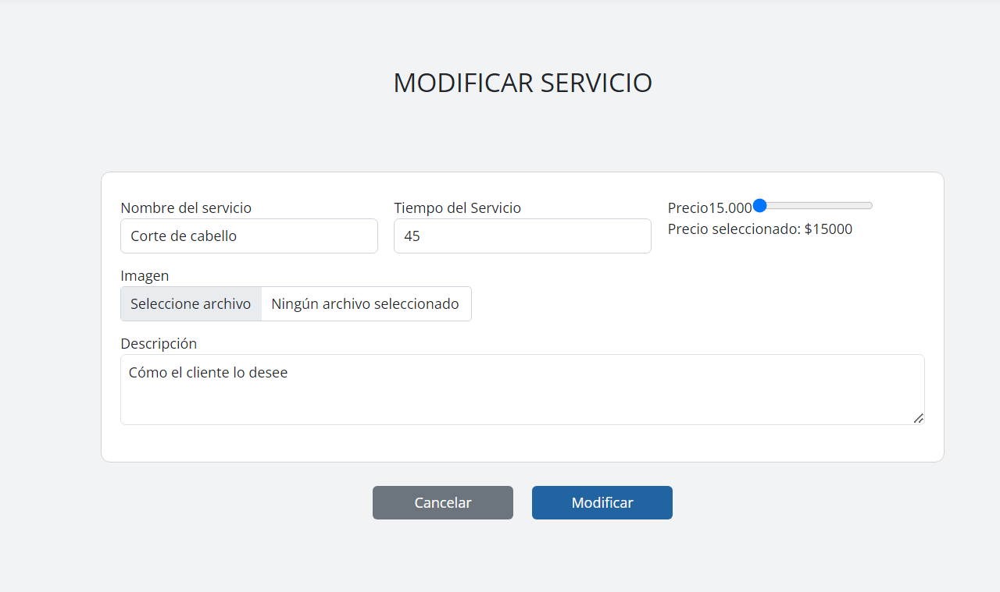 MODIFICAR SERVICIO
Nombre del servicio
Corte de cabello
Tiempo del Servicio
45
Precio15.000
Precio seleccionado: $15000
Imagen
Seleccione archivo Ningún archivo seleccionado
Descripción
Cómo el cliente lo desee
Cancelar
Modificar